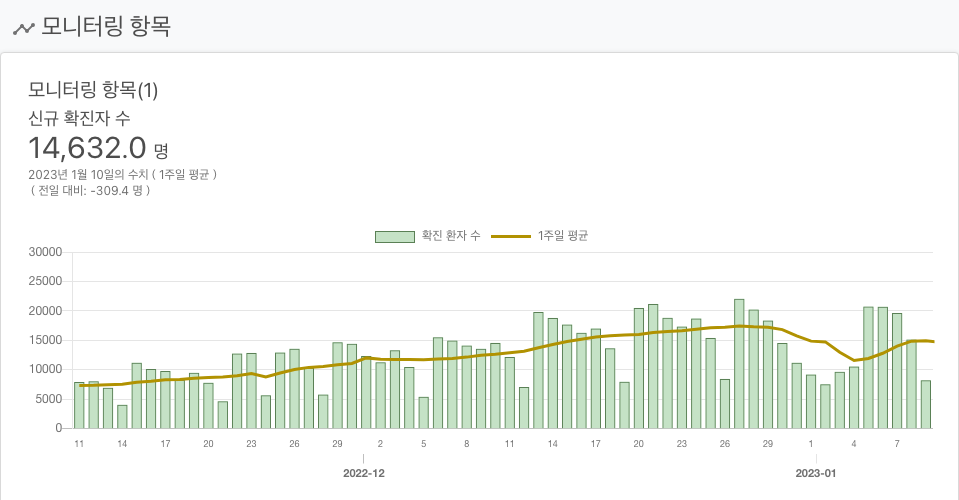 모니터링 항목
모니터링 항목(1)
신규 확진자 수
14,632.0 명
2023년 1월 10일의 수치 ( 1주일 평균 )
( 전일 대비: -309.4 명 )
확진 환자 수 1주일 평균
30000
25000
20000
15000
10000
5000
0
11 14 17 20 23 26 29 2 5 8 11 14 17 20 23 26 29 1 4 7
2022-12 2023-01